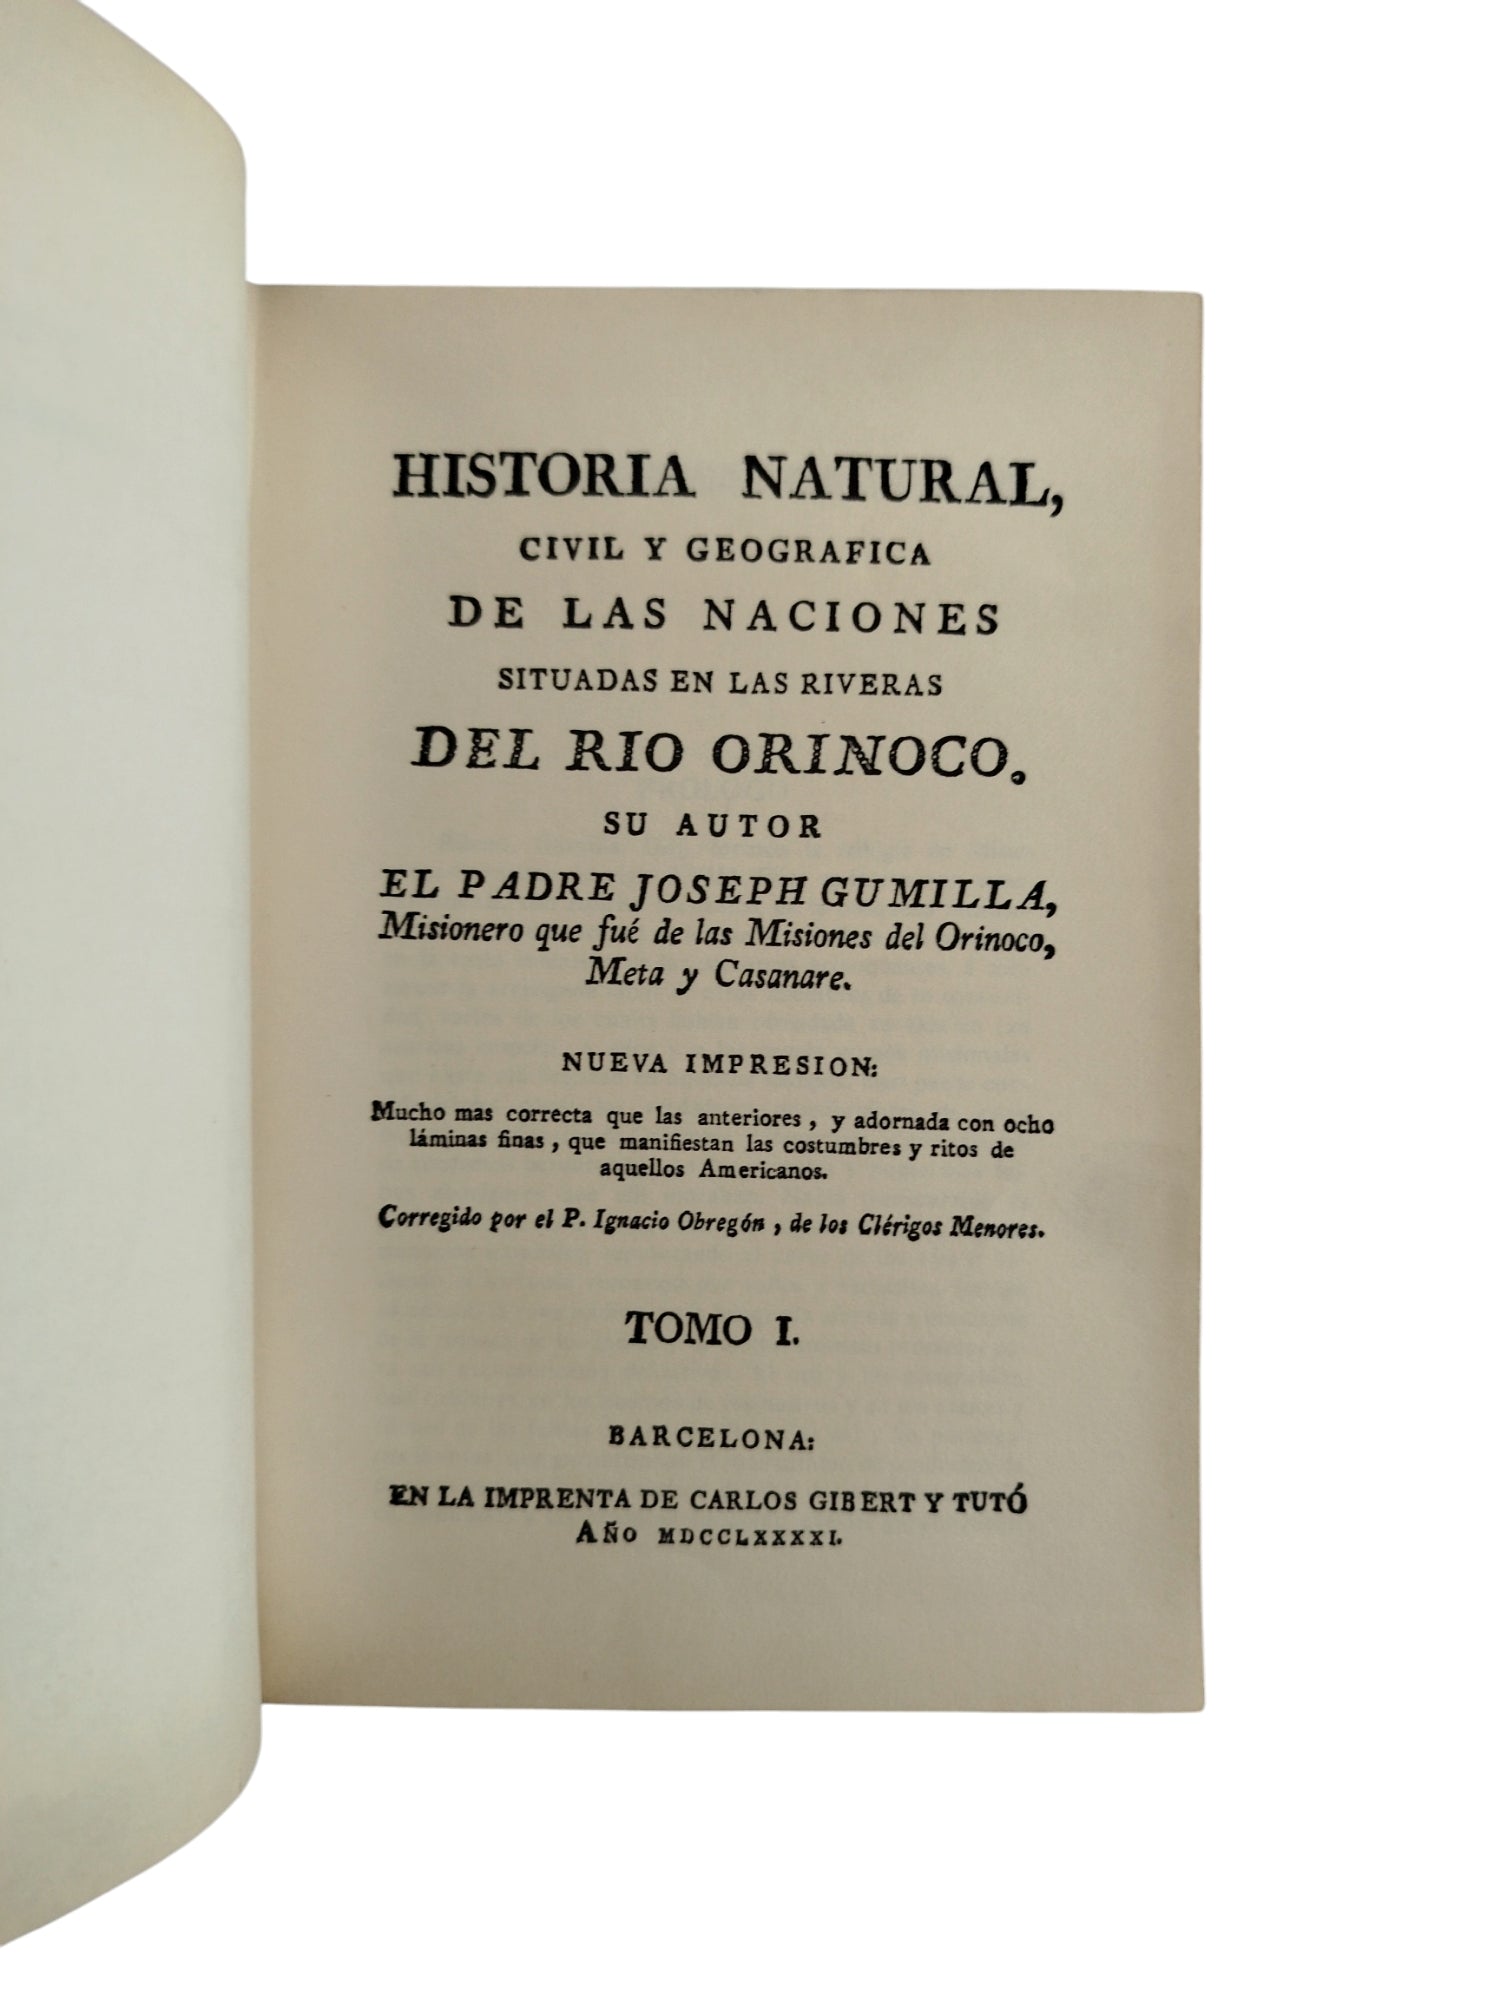 HISTORIA NATURAL,
CIVIL Y GEOGRAFICA
DE LAS NACIONES
SITUADAS EN LAS RIVERAS
DEL RIO ORINOCO.
SU AUTOR
EL PADRE JOSEPH GUMILLA,
Misionero que fué de las Misiones del Orinoco,
Meta y Casanare.
NUEVA IMPRESION:
Mucho mas correcta que las anteriores, y adornada con ocho
láminas finas, que manifiestan las costumbres y ritos de
aquellos Americanos.
Corregido por el P. Ignacio Obregón, de los Clérigos Menores.
TOMO I.
BARCELONA:
EN LA IMPRENTA DE CARLOS GIBERT Y TUTÓ
AÑO MDCCLXXXXI.